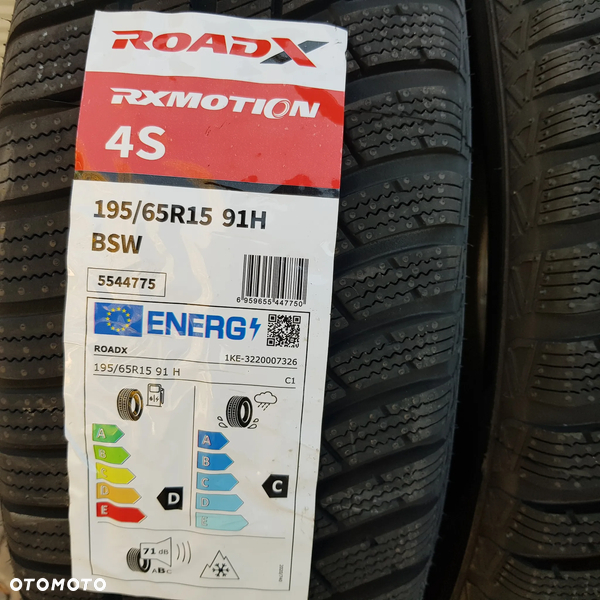 ROADX
RXMOTION
4S
195/65R15 91H
BSW
5544775
6 959655 447750
ENERG
ROADX
1KE-3220007326
195/65R15 91 H
C1
A
B
C
D
E
D
A
B
C
D
E
C
71 dB
ABC
OTOMOTO